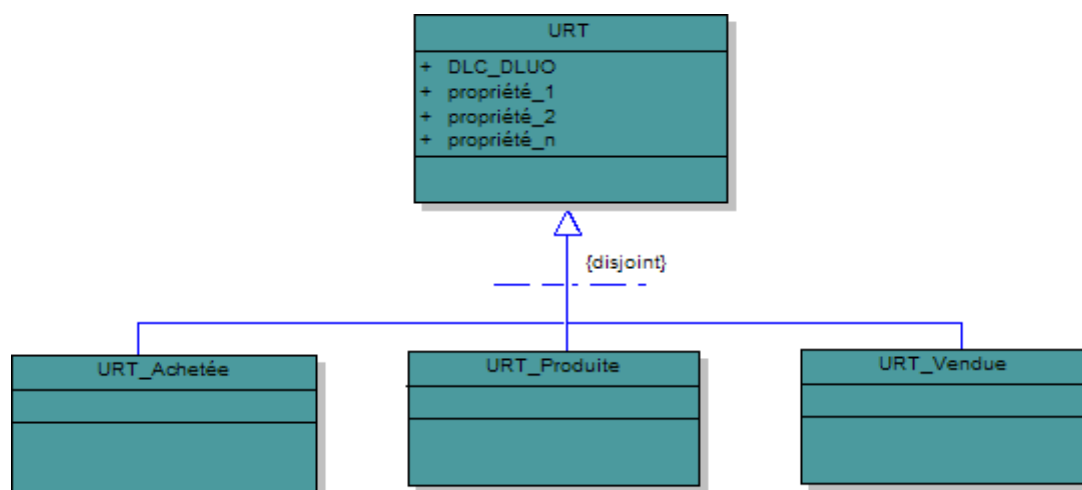 URT
+ DLC_DLUO
+ propriété_1
+ propriété_2
+ propriété_n
{disjoint}
URT_Achetée
URT_Produite
URT_Vendue